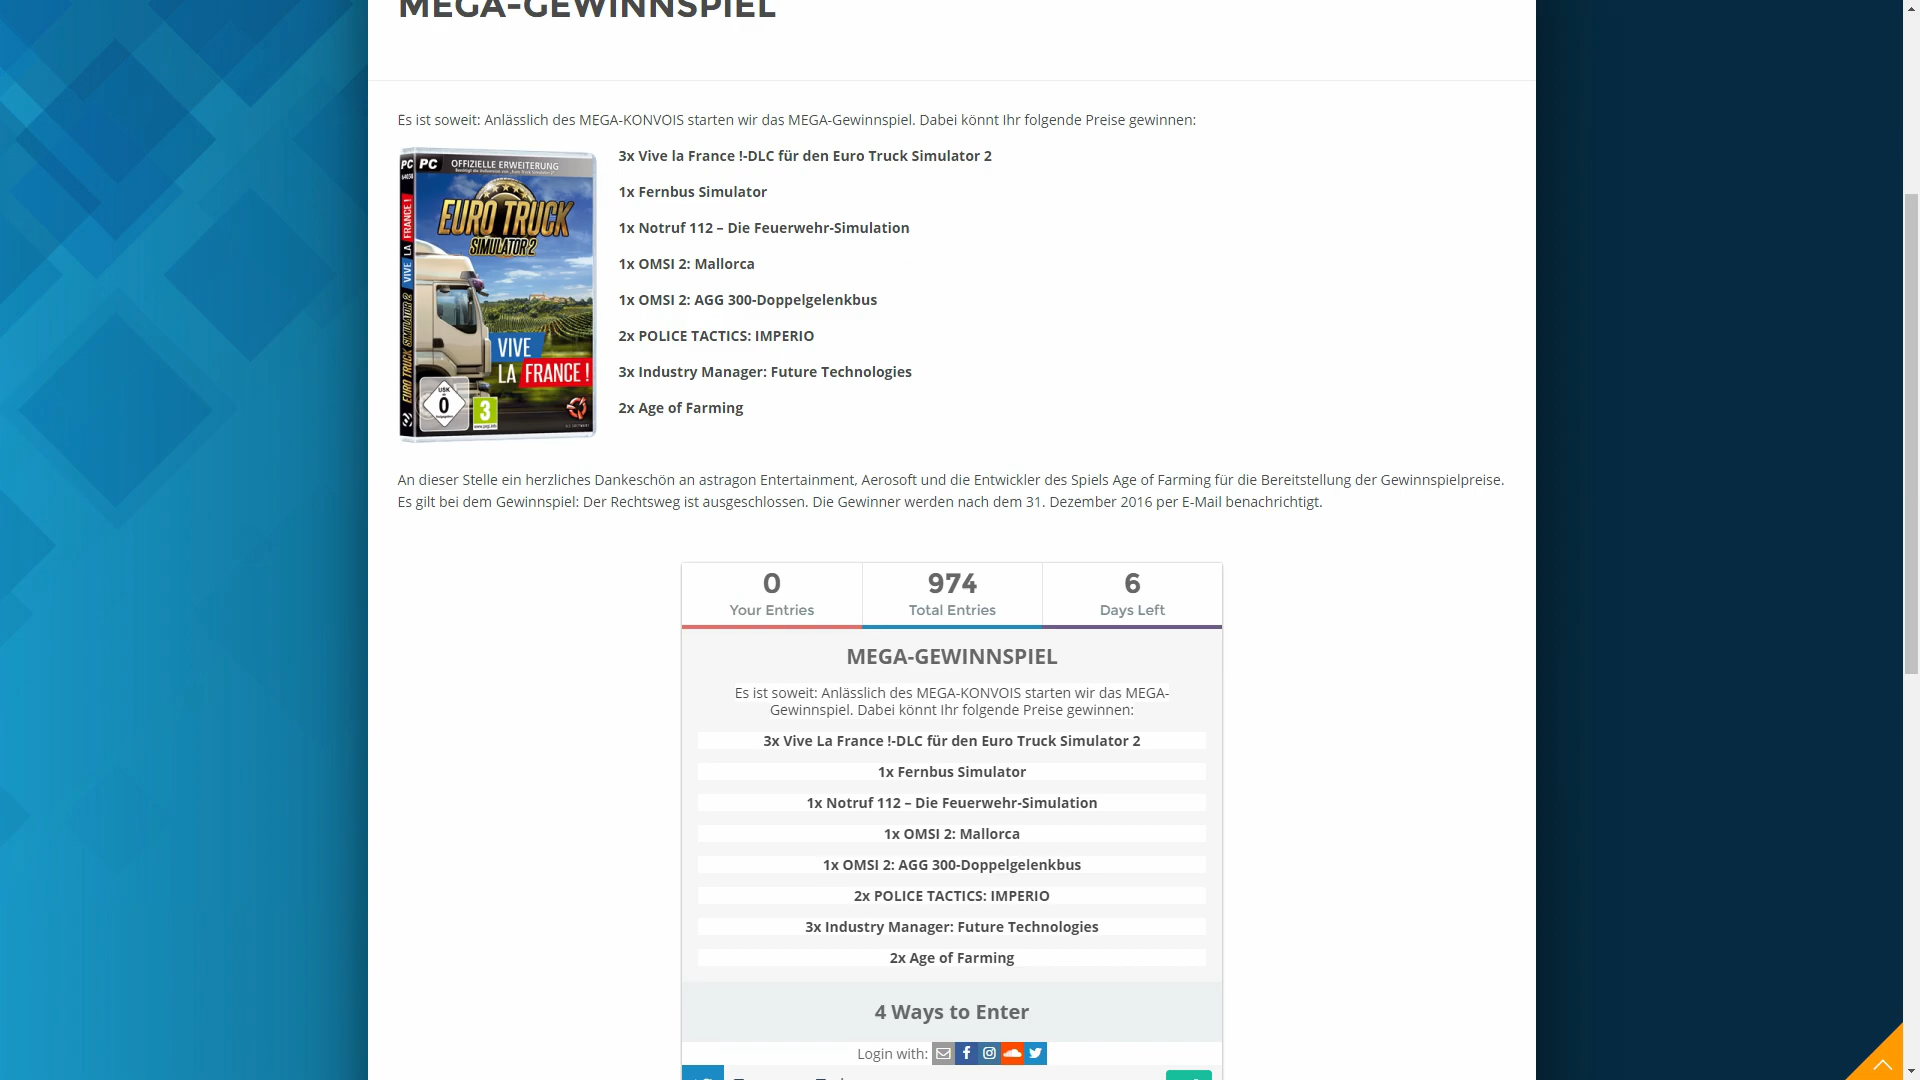 MEGA-GEWINNSPIEL
Es ist soweit: Anlässlich des MEGA-KONVOIS starten wir das MEGA-Gewinnspiel. Dabei könnt Ihr folgende Preise gewinnen:
PC PC OFFIZIELLE ERWEITERUNG
EURO TRUCK
SIMULATOR 2
VIVE
LA FRANCE !
USK
0
3
EURO TRUCK SIMULATOR 2 VIVE LA FRANCE !
3x Vive la France !-DLC für den Euro Truck Simulator 2
1x Fernbus Simulator
1x Notruf 112 – Die Feuerwehr-Simulation
1x OMSI 2: Mallorca
1x OMSI 2: AGG 300-Doppelgelenkbus
2x POLICE TACTICS: IMPERIO
3x Industry Manager: Future Technologies
2x Age of Farming
An dieser Stelle ein herzliches Dankeschön an astragon Entertainment, Aerosoft und die Entwickler des Spiels Age of Farming für die Bereitstellung der Gewinnspielpreise.
Es gilt bei dem Gewinnspiel: Der Rechtsweg ist ausgeschlossen. Die Gewinner werden nach dem 31. Dezember 2016 per E-Mail benachrichtigt.
0 974 6
Your Entries Total Entries Days Left
MEGA-GEWINNSPIEL
Es ist soweit: Anlässlich des MEGA-KONVOIS starten wir das MEGA-
Gewinnspiel. Dabei könnt Ihr folgende Preise gewinnen:
3x Vive La France !-DLC für den Euro Truck Simulator 2
1x Fernbus Simulator
1x Notruf 112 – Die Feuerwehr-Simulation
1x OMSI 2: Mallorca
1x OMSI 2: AGG 300-Doppelgelenkbus
2x POLICE TACTICS: IMPERIO
3x Industry Manager: Future Technologies
2x Age of Farming
4 Ways to Enter
Login with: